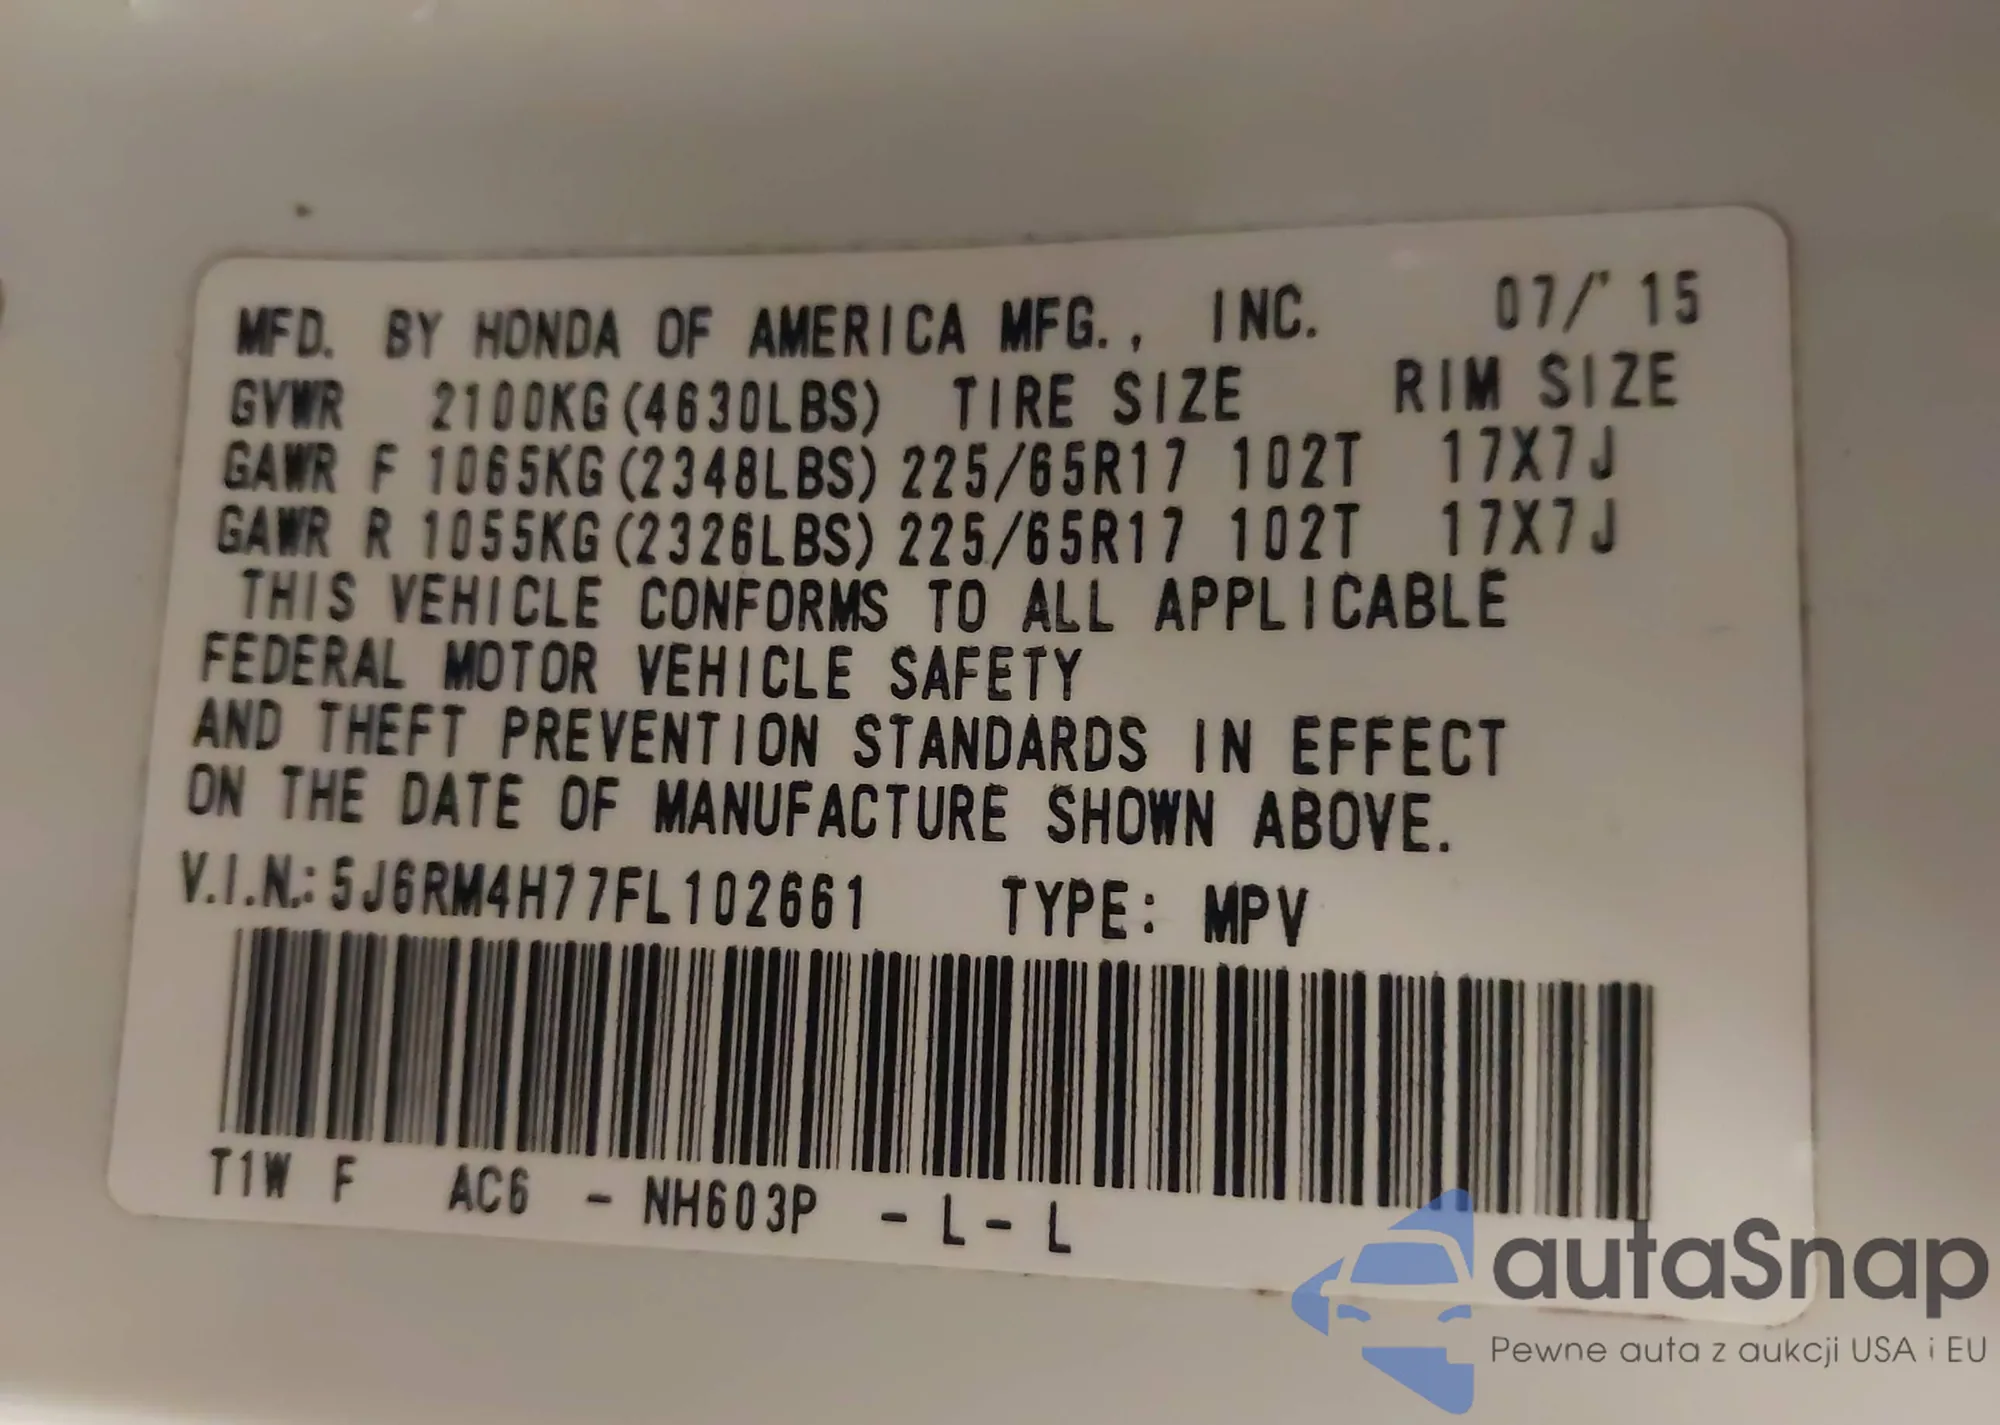 MFD. BY HONDA OF AMERICA MFG., INC. 07/'15
GVWR 2100KG(4630LBS) TIRE SIZE RIM SIZE
GAWR F 1065KG(2348LBS) 225/65R17 102T 17X7J
GAWR R 1055KG(2326LBS) 225/65R17 102T 17X7J
THIS VEHICLE CONFORMS TO ALL APPLICABLE
FEDERAL MOTOR VEHICLE SAFETY
AND THEFT PREVENTION STANDARDS IN EFFECT
ON THE DATE OF MANUFACTURE SHOWN ABOVE.
V.I.N.: 5J6RM4H77FL102661 TYPE: MPV
T1W F AC6 - NH603P - L - L
autaSnap
Pewne auta z aukcji USA i EU